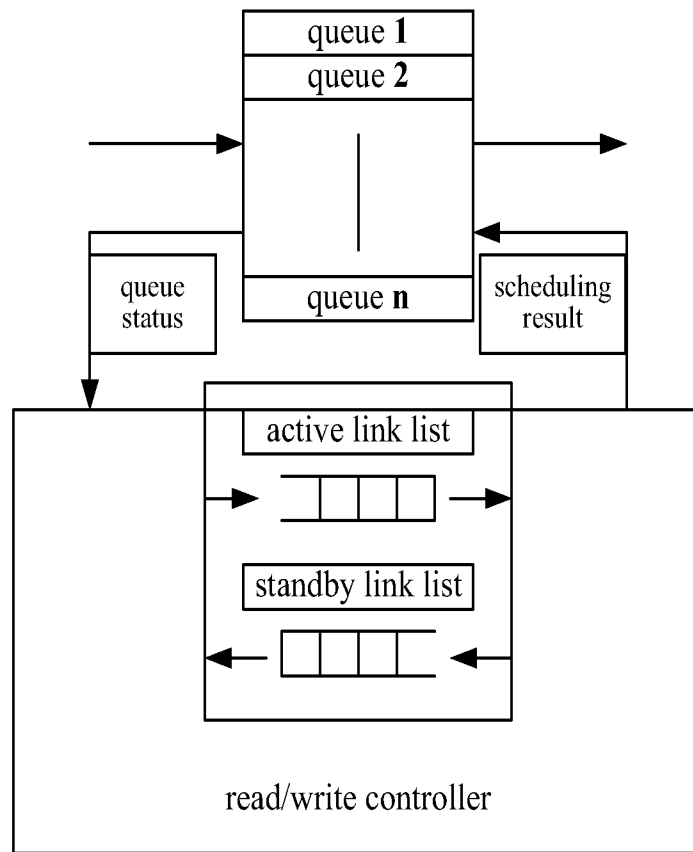 queue 1
queue 2
queue n
queue
status
scheduling
result
active link list
standby link list
read/write controller